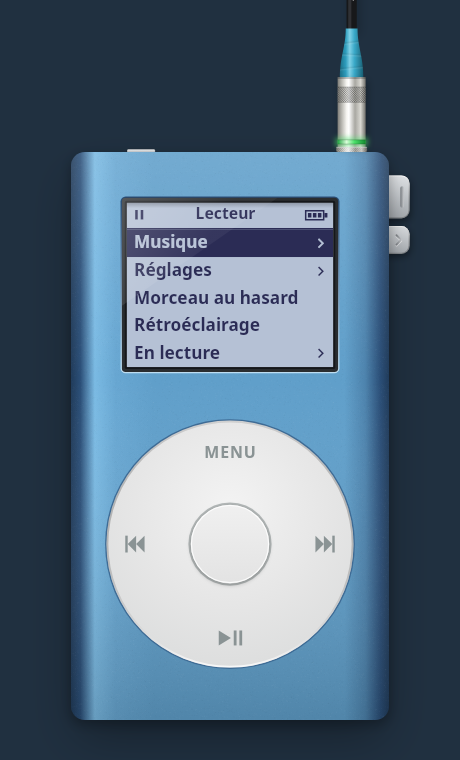 Lecteur
Musique
Réglages
Morceau au hasard
Rétroéclairage
En lecture
MENU